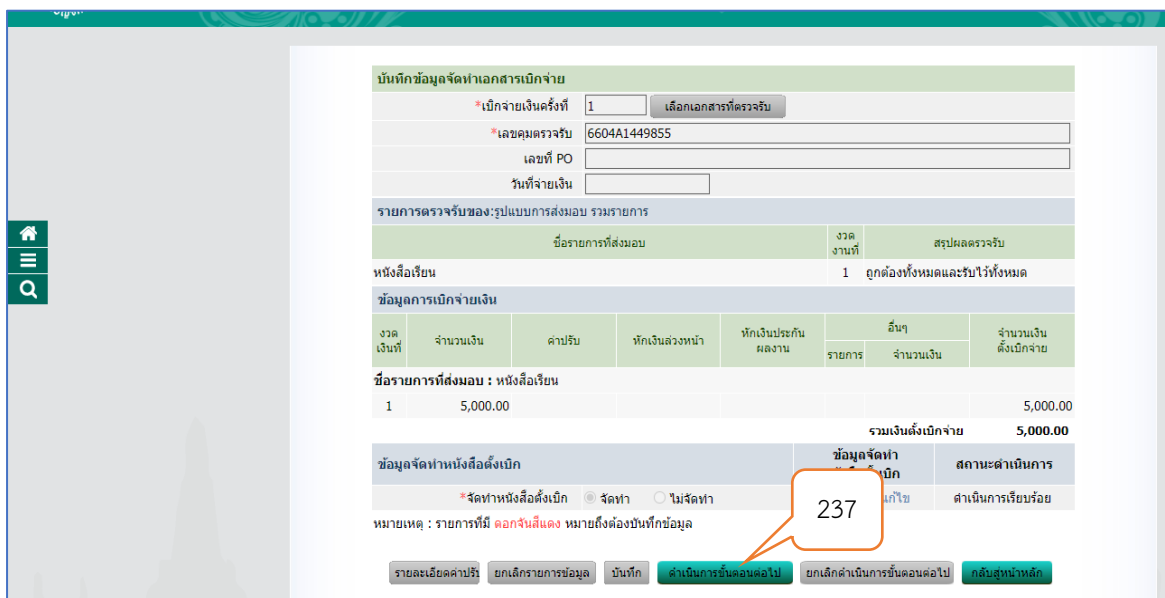 บันทึกข้อมูลจัดทำเอกสารเบิกจ่าย
*เบิกจ่ายเงินครั้งที่ 1 เลือกเอกสารที่ตรวจรับ
*เลขคุมตรวจรับ 6604A1449855
เลขที่ PO
วันที่จ่ายเงิน
รายการตรวจรับของ:รูปแบบการส่งมอบ รวมรายการ
ชื่อรายการที่ส่งมอบ งวดงานที่ สรุปผลตรวจรับ
หนังสือเรียน 1 ถูกต้องทั้งหมดและรับไว้ทั้งหมด
ข้อมูลการเบิกจ่ายเงิน
งวดเงินที่ จำนวนเงิน ค่าปรับ หักเงินล่วงหน้า หักเงินประกันผลงาน อื่นๆ จำนวนเงินตั้งเบิกจ่าย
รายการ จำนวนเงิน
ชื่อรายการที่ส่งมอบ : หนังสือเรียน
1 5,000.00 5,000.00
รวมเงินตั้งเบิกจ่าย 5,000.00
ข้อมูลจัดทำหนังสือตั้งเบิก ข้อมูลจัดทำ สถานะดำเนินการ
*จัดทำหนังสือตั้งเบิก จัดทำ ไม่จัดทำ ดำเนินการเรียบร้อย
237
หมายเหตุ : รายการที่มี ดอกจันสีแดง หมายถึงต้องบันทึกข้อมูล
รายละเอียดค่าปรับ ยกเลิกรายการข้อมูล บันทึก ดำเนินการขั้นตอนต่อไป ยกเลิกดำเนินการขั้นตอนต่อไป กลับสู่หน้าหลัก